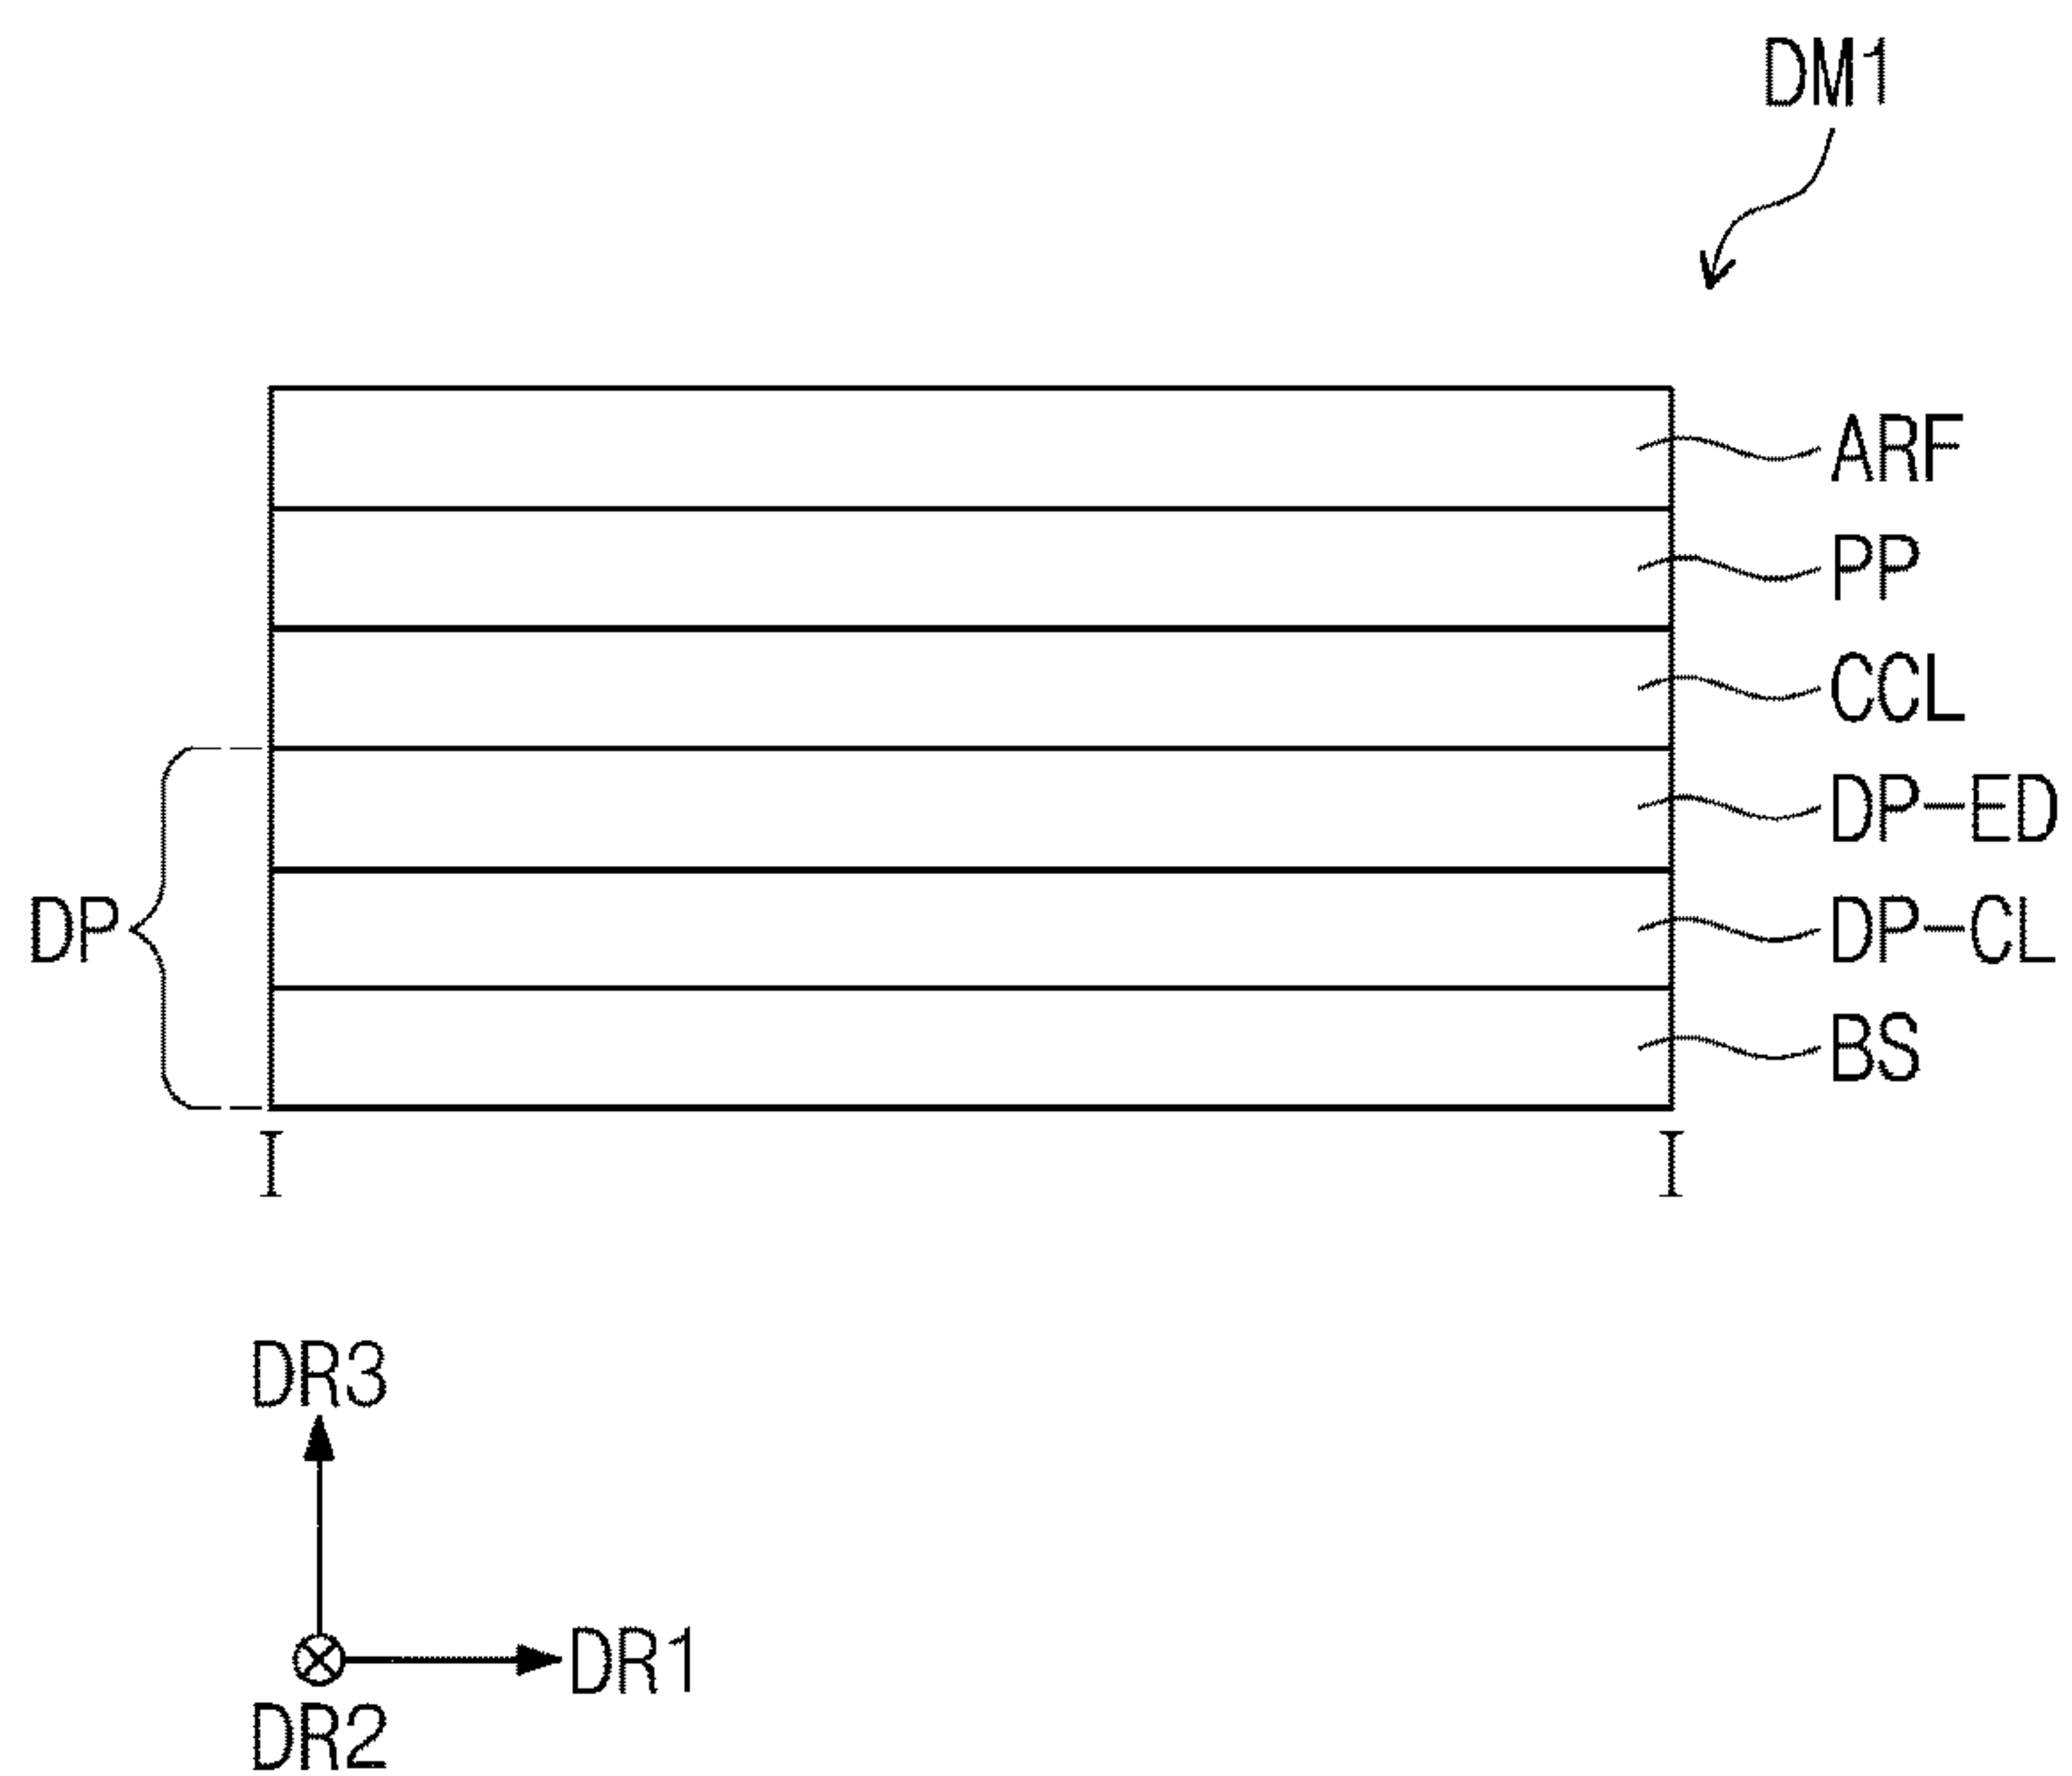 DM1
ARF
PP
CCL
DP-ED
DP
DP-CL
BS
I I
DR3
DR1
DR2